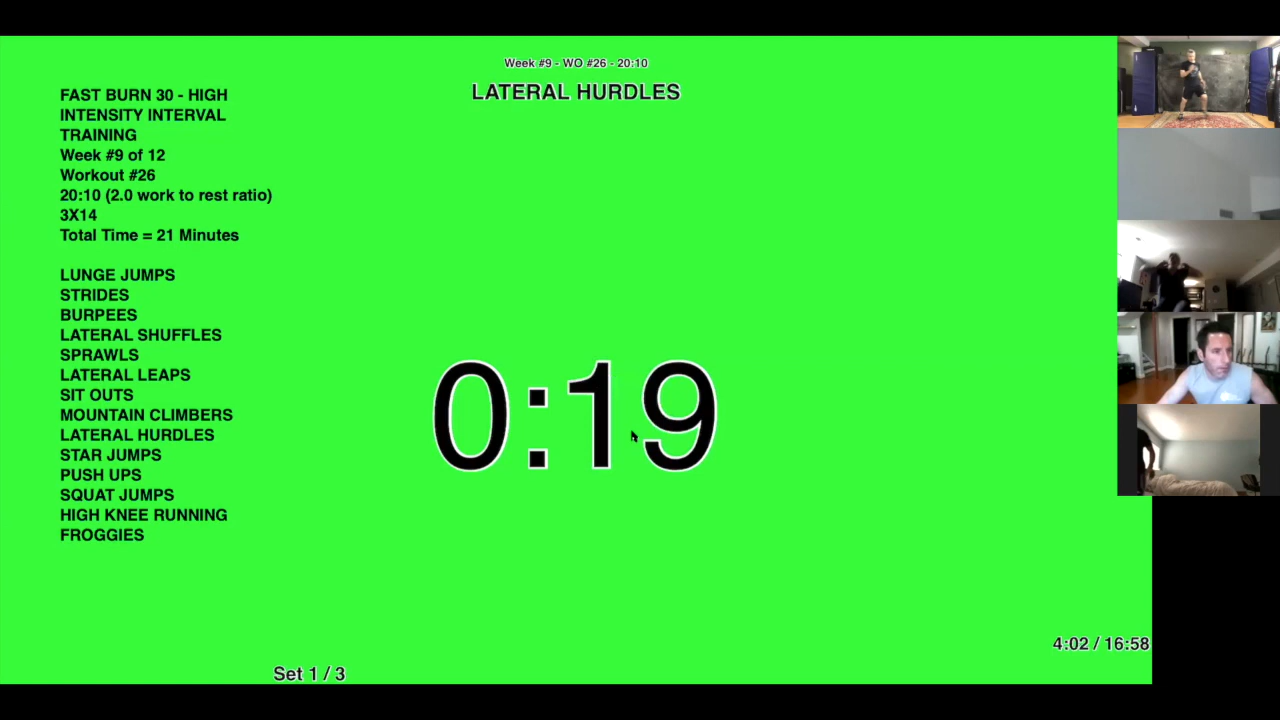 Week #9 - WO #26 - 20:10
LATERAL HURDLES
FAST BURN 30 - HIGH
INTENSITY INTERVAL
TRAINING
Week #9 of 12
Workout #26
20:10 (2.0 work to rest ratio)
3X14
Total Time = 21 Minutes
LUNGE JUMPS
STRIDES
BURPEES
LATERAL SHUFFLES
SPRAWLS
LATERAL LEAPS
SIT OUTS
MOUNTAIN CLIMBERS
LATERAL HURDLES
STAR JUMPS
PUSH UPS
SQUAT JUMPS
HIGH KNEE RUNNING
FROGGIES
0:19
4:02 / 16:58
Set 1 / 3